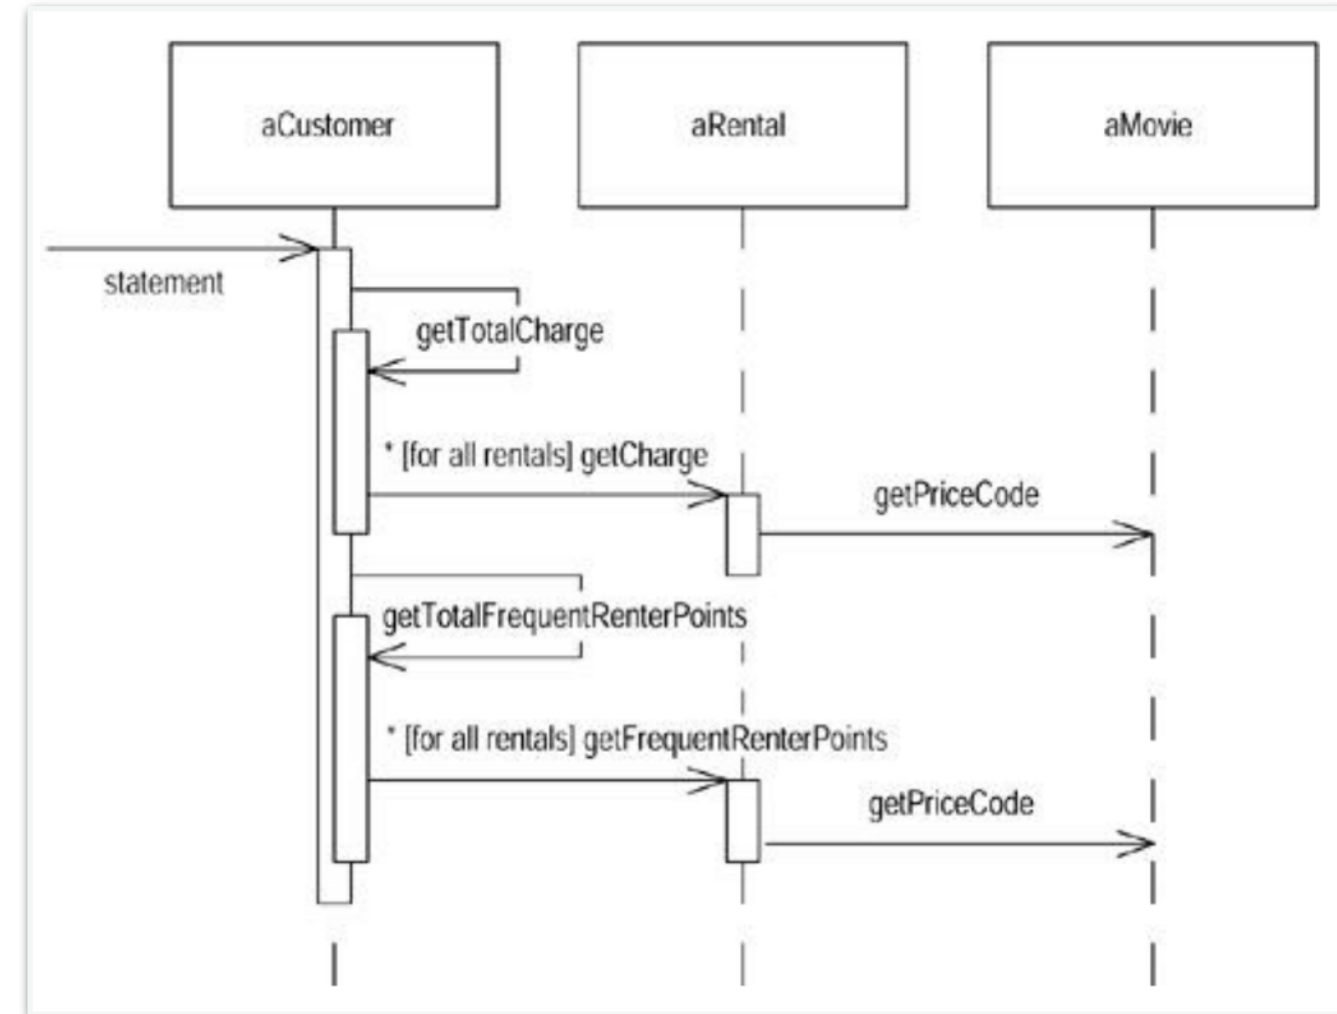 aCustomer
aRental
aMovie
statement
getTotalCharge
* [for all rentals] getCharge
getPriceCode
getTotalFrequentRenterPoints
* [for all rentals] getFrequentRenterPoints
getPriceCode